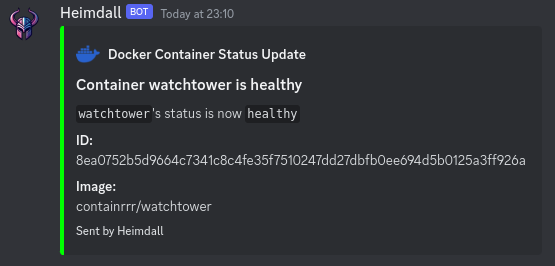 Heimdall BOT Today at 23:10
Docker Container Status Update
Container watchtower is healthy
watchtower's status is now healthy
ID:
8ea0752b5d9664c7341c8c4fe35f7510247dd27dbfb0ee694d5b0125a3ff926a
Image:
containrrr/watchtower
Sent by Heimdall